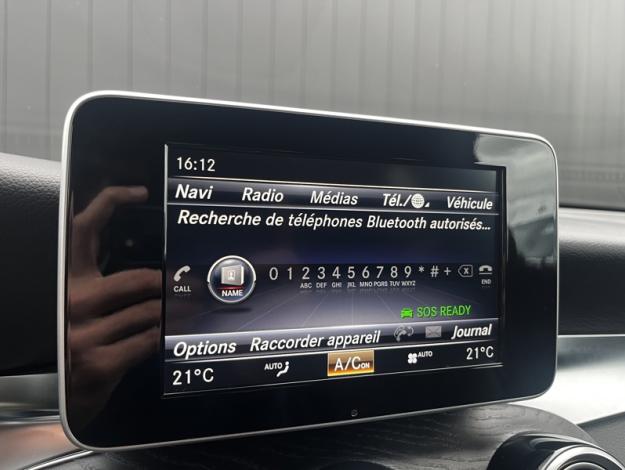 16:12
Navi Radio Médias Tél./ Véhicule
Recherche de téléphones Bluetooth autorisés...
0 1 2 3 4 5 6 7 8 9 * # +
ABC DEF GHI JKL MNO PQRS TUV WXYZ
CALL NAME END
SOS READY
Options Raccorder appareil Journal
21°C AUTO A/C ON AUTO 21°C